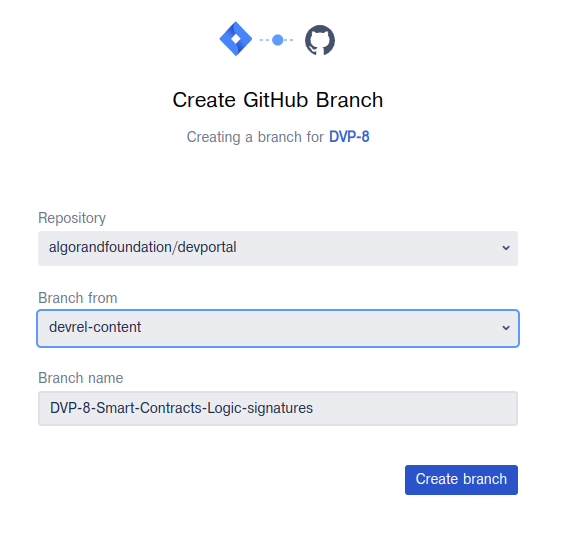 Create GitHub Branch
Creating a branch for DVP-8
Repository
algorandfoundation/devportal
Branch from
devrel-content
Branch name
DVP-8-Smart-Contracts-Logic-signatures
Create branch